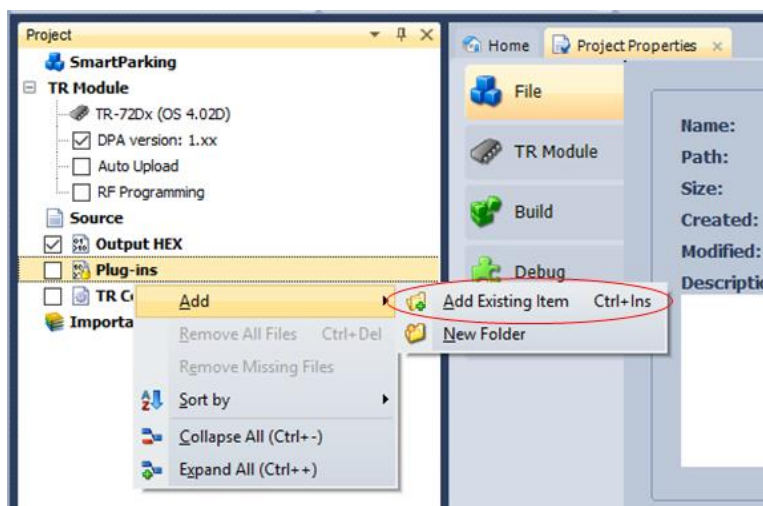 Project
SmartParking
TR Module
TR-72Dx (OS 4.02D)
DPA version: 1.xx
Auto Upload
RF Programming
Source
Output HEX
Plug-ins
TR C
Importa
Add
Remove All Files Ctrl+Del
Remove Missing Files
Sort by
Collapse All (Ctrl+-)
Expand All (Ctrl++)
Add Existing Item Ctrl+Ins
New Folder
Home
Project Properties
File
TR Module
Build
Debug
Name:
Path:
Size:
Created:
Modified:
Descriptio